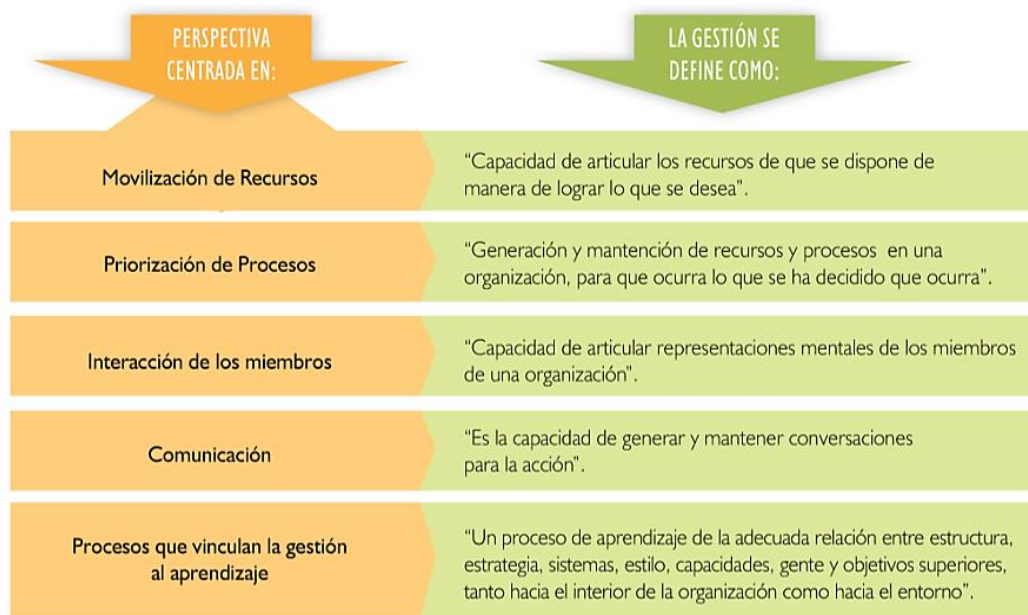 PERSPECTIVA
CENTRADA EN:
LA GESTIÓN SE
DEFINE COMO:
Movilización de Recursos
“Capacidad de articular los recursos de que se dispone de
manera de lograr lo que se desea”.
Priorización de Procesos
“Generación y mantención de recursos y procesos en una
organización, para que ocurra lo que se ha decidido que ocurra”.
Interacción de los miembros
“Capacidad de articular representaciones mentales de los miembros
de una organización”.
Comunicación
“Es la capacidad de generar y mantener conversaciones
para la acción”.
Procesos que vinculan la gestión
al aprendizaje
“Un proceso de aprendizaje de la adecuada relación entre estructura,
estrategia, sistemas, estilo, capacidades, gente y objetivos superiores,
tanto hacia el interior de la organización como hacia el entorno”.